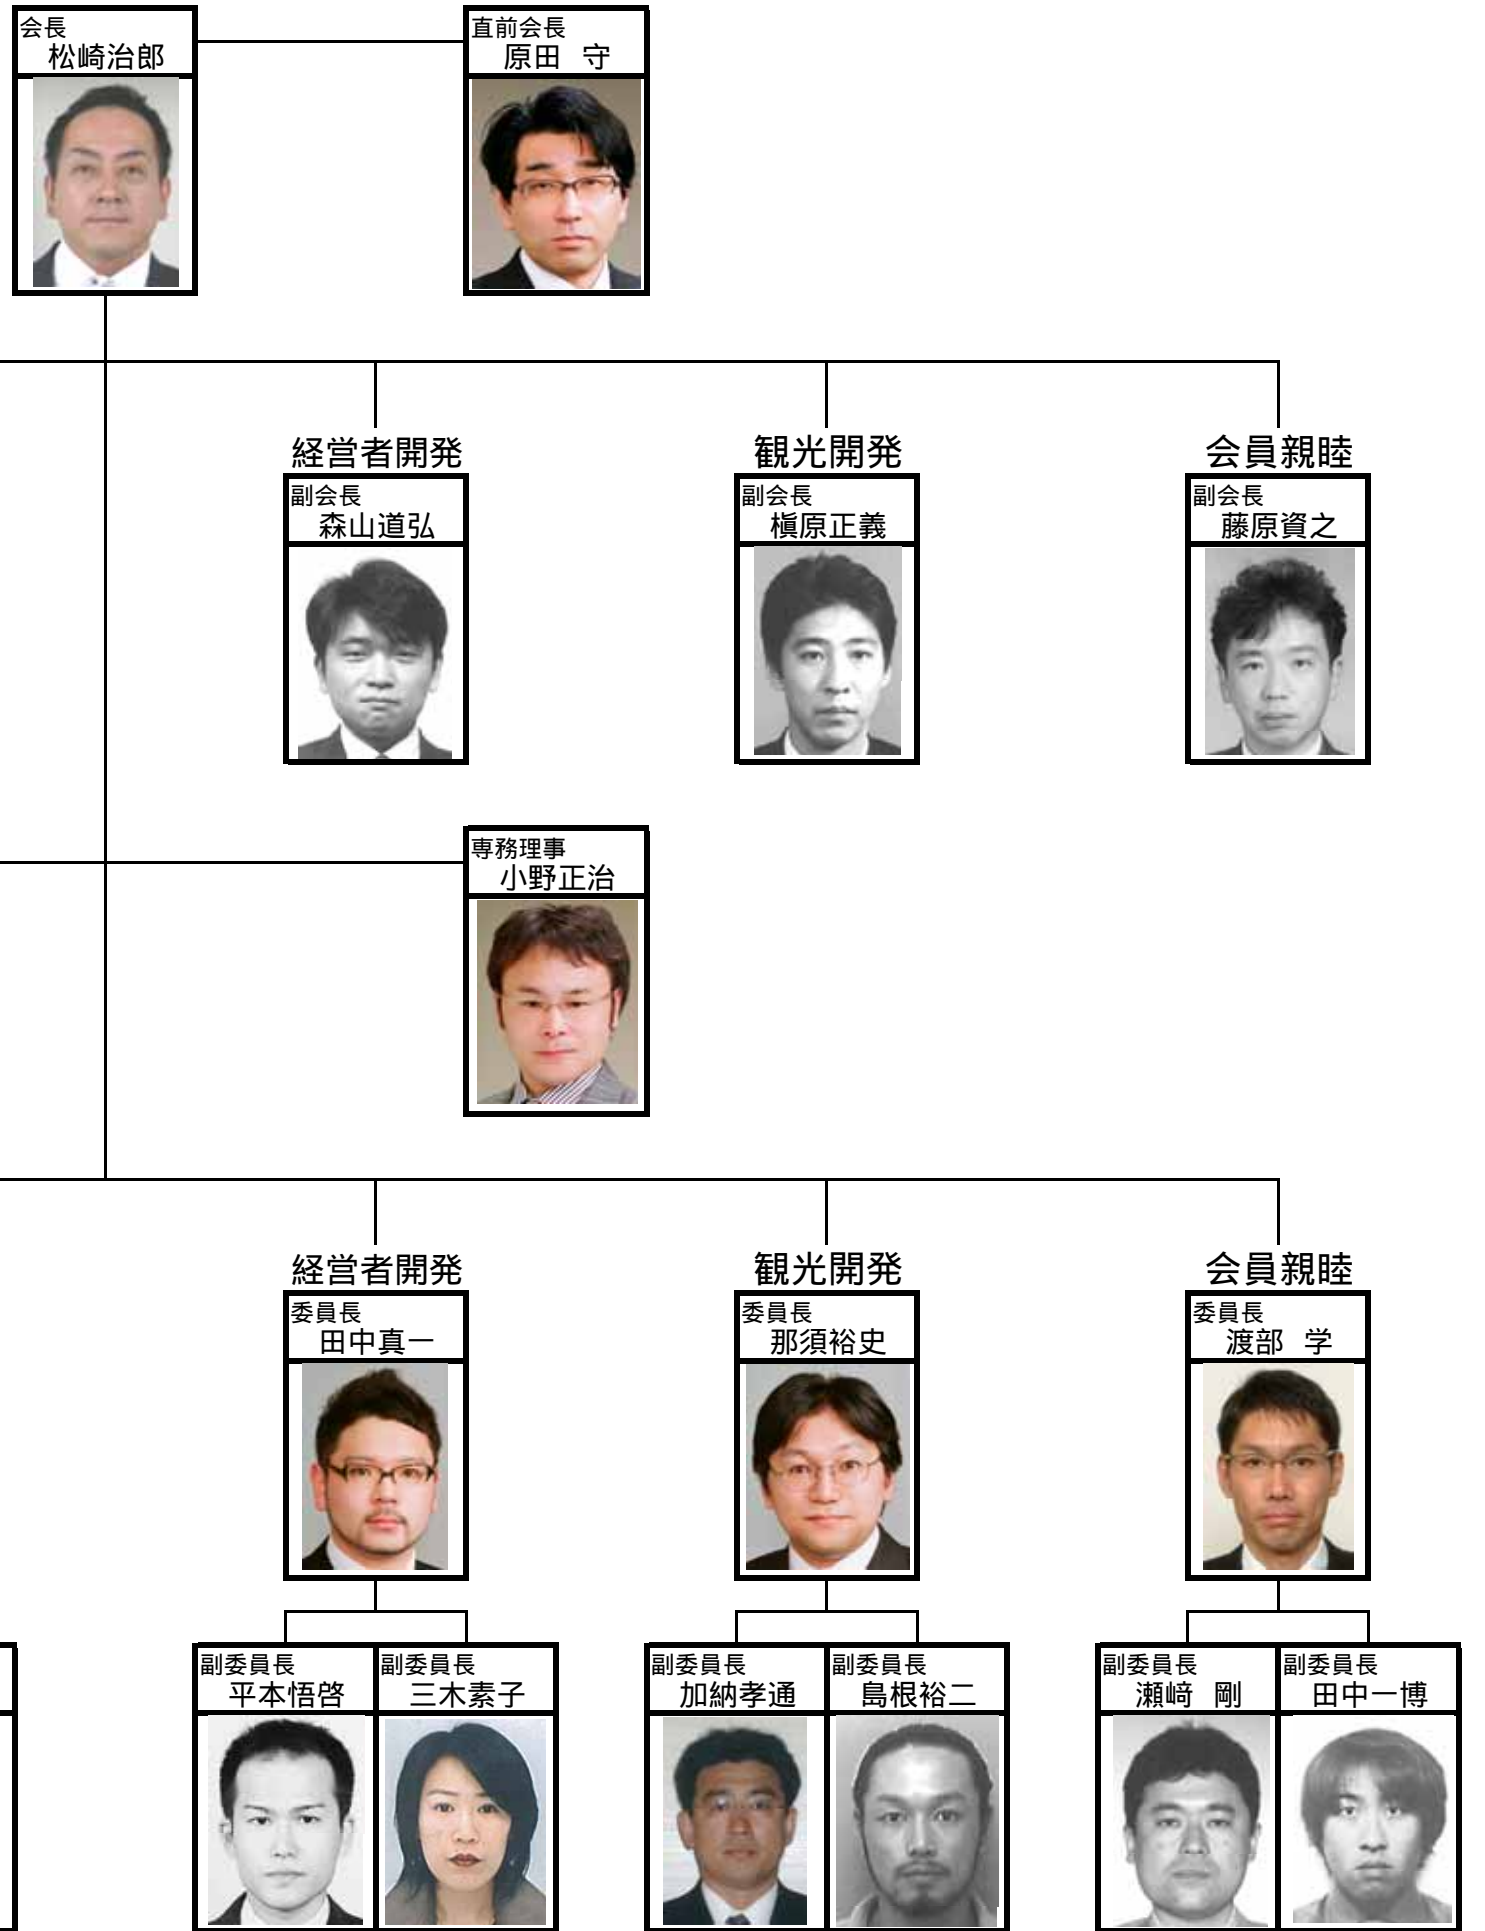 会長
松崎治郎
直前会長
原田 守
経営者開発
観光開発
会員親睦
副会長
森山道弘
副会長
槇原正義
副会長
藤原資之
専務理事
小野正治
経営者開発
観光開発
会員親睦
委員長
田中真一
委員長
那須裕史
委員長
渡部 学
副委員長
平本悟啓
副委員長
三木素子
副委員長
加納孝通
副委員長
島根裕二
副委員長
瀬﨑 剛
副委員長
田中一博